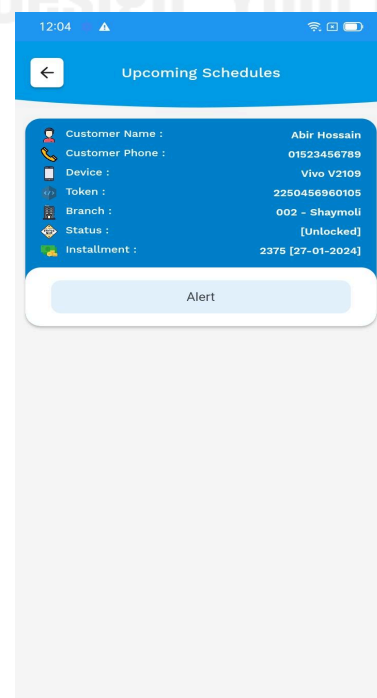 12:04
Upcoming Schedules
Customer Name : Abir Hossain
Customer Phone : 01523456789
Device : Vivo V2109
Token : 2250456960105
Branch : 002 - Shaymoli
Status : [Unlocked]
Installment : 2375 [27-01-2024]
Alert